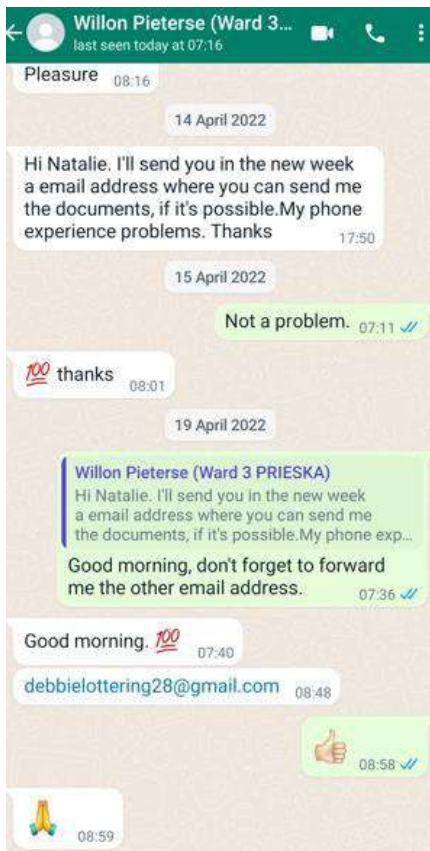 Willon Pieterse (Ward 3...
last seen today at 07:16
Pleasure 08:16
14 April 2022
Hi Natalie. I'll send you in the new week
a email address where you can send me
the documents, if it's possible.My phone
experience problems. Thanks 17:50
15 April 2022
Not a problem. 07:11
💯 thanks 08:01
19 April 2022
Willon Pieterse (Ward 3 PRIESKA)
Hi Natalie. I'll send you in the new week
a email address where you can send me
the documents, if it's possible.My phone exp...
Good morning, don't forget to forward
me the other email address. 07:36
Good morning. 💯 07:40
debbielottering28@gmail.com 08:48
👍🏻 08:58
🙏 08:59